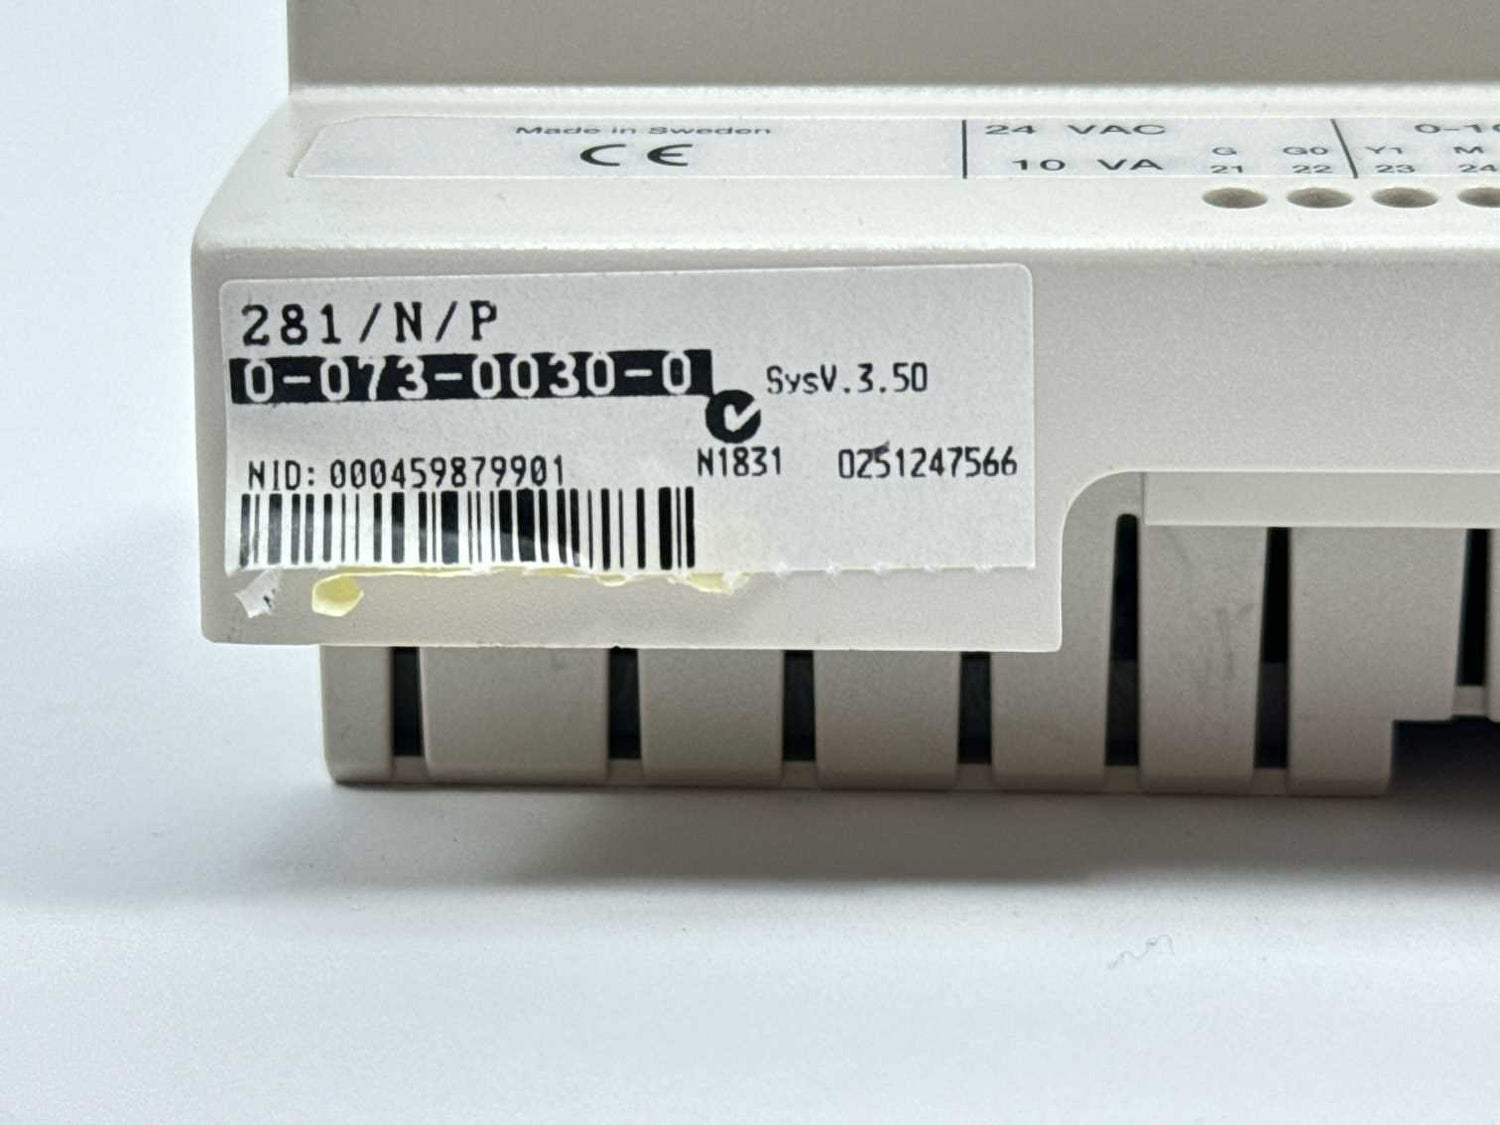 Made in Sweden
CE
24 VAC
10 VA
G G0 Y1 M
21 22 23 24
281/N/P
0-073-0030-0
SysV.3.50
N1831
0251247566
NID: 000459879901